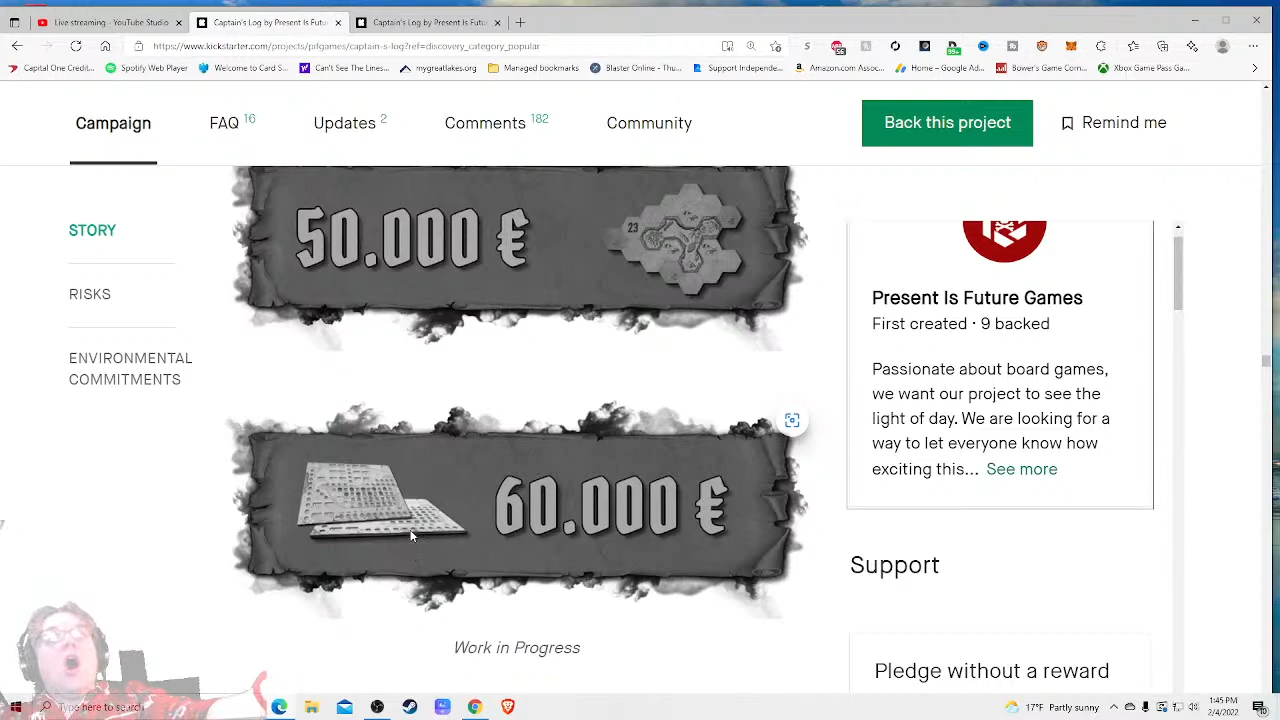 Live streaming - YouTube Studio
Captain's Log by Present Is Futu
Captain's Log by Present Is Futu
https://www.kickstarter.com/projects/pifgames/captain-s-log?ref=discovery_category_popular
Capital One Credit...
Spotify Web Player
Welcome to Card S...
Can't See The Lines...
mygreatlakes.org
Managed bookmarks
Blaster Online - Thu...
Support Independe...
Amazon.com Assoc...
Home – Google Ad...
Bower's Game Corn...
Xbox Game Pass Ga...
Campaign
FAQ 16
Updates 2
Comments 182
Community
Back this project
Remind me
STORY
RISKS
ENVIRONMENTAL
COMMITMENTS
50.000 €
23
60.000 €
Work in Progress
Present Is Future Games
First created · 9 backed
Passionate about board games,
we want our project to see the
light of day. We are looking for a
way to let everyone know how
exciting this... See more
Support
Pledge without a reward
Type here to search
17°F Partly sunny
1:45 PM
2/4/2022